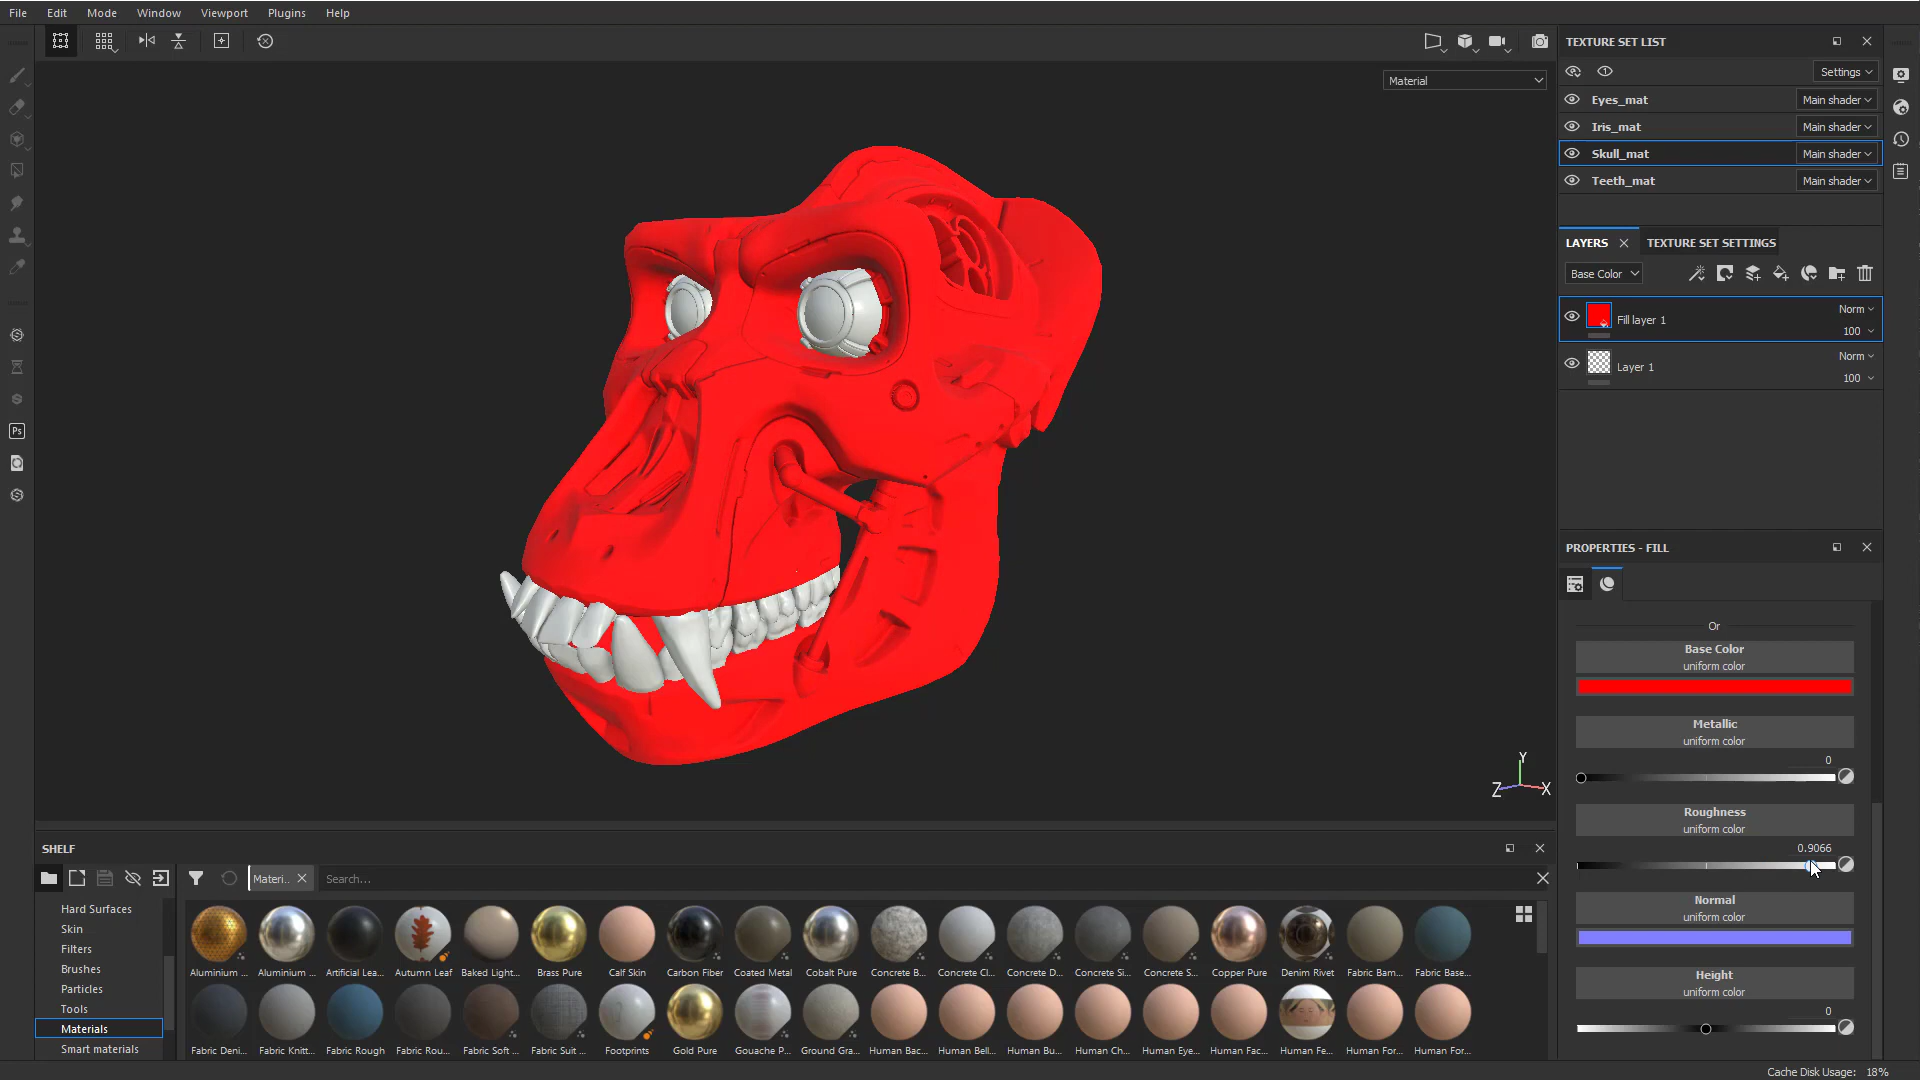 File Edit Mode Window Viewport Plugins Help
Material
TEXTURE SET LIST
Settings
Eyes_mat Main shader
Iris_mat Main shader
Skull_mat Main shader
Teeth_mat Main shader
LAYERS TEXTURE SET SETTINGS
Base Color
Norm
Fill layer 1
100
Norm
Layer 1
100
Ps
PROPERTIES - FILL
Or
Base Color
uniform color
Metallic
uniform color
0
Roughness
uniform color
0.9066
Normal
uniform color
Height
uniform color
0
Y
Z X
SHELF
Materi.. Search...
Hard Surfaces
Skin
Filters
Brushes
Particles
Tools
Materials
Smart materials
Aluminium ... Aluminium ... Artificial Lea... Autumn Leaf Baked Light... Brass Pure Calf Skin Carbon Fiber Coated Metal Cobalt Pure Concrete B... Concrete Cl... Concrete D... Concrete Si... Concrete S... Copper Pure Denim Rivet Fabric Bam... Fabric Base...
Fabric Deni... Fabric Knitt... Fabric Rough Fabric Rou... Fabric Soft ... Fabric Suit ... Footprints Gold Pure Gouache P... Ground Gra... Human Bac... Human Bell... Human Bu... Human Ch... Human Eye... Human Fac... Human Fe... Human For... Human For...
Cache Disk Usage: 18%